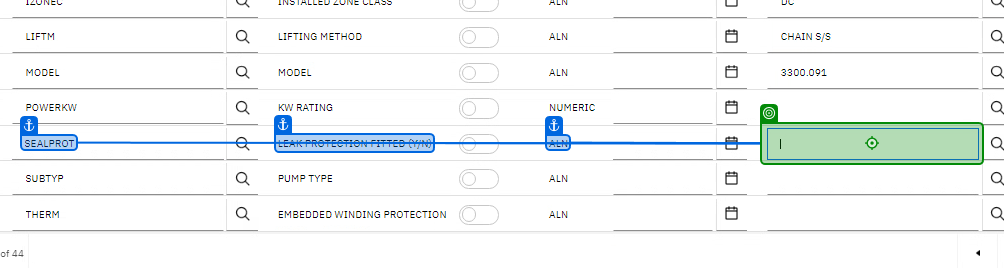 IZONEC INSTALLED ZONE CLASS ALN DC
LIFTM LIFTING METHOD ALN CHAIN S/S
MODEL MODEL ALN 3300.091
POWERKW KW RATING NUMERIC
SEALPROT LEAK PROTECTION FITTED (Y/N) ALN
SUBTYP PUMP TYPE ALN
THERM EMBEDDED WINDING PROTECTION ALN
of 44